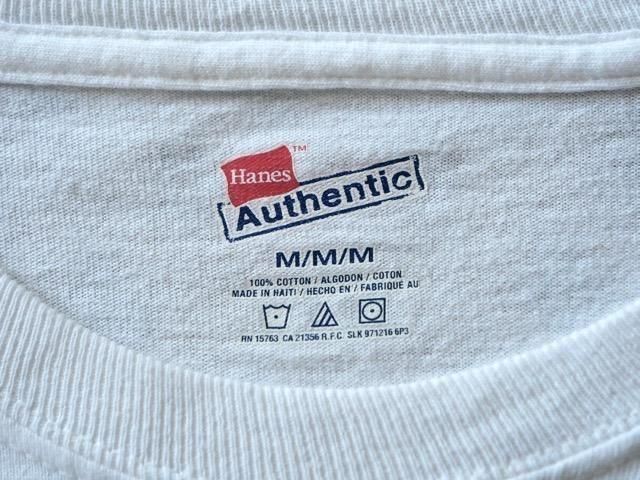 Hanes™
Authentic
M/M/M
100% COTTON / ALGODON / COTON
MADE IN HAITI / HECHO EN / FABRIQUÉ AU
RN 15763 CA 21356 R.F.C. SLK 971216 6P3